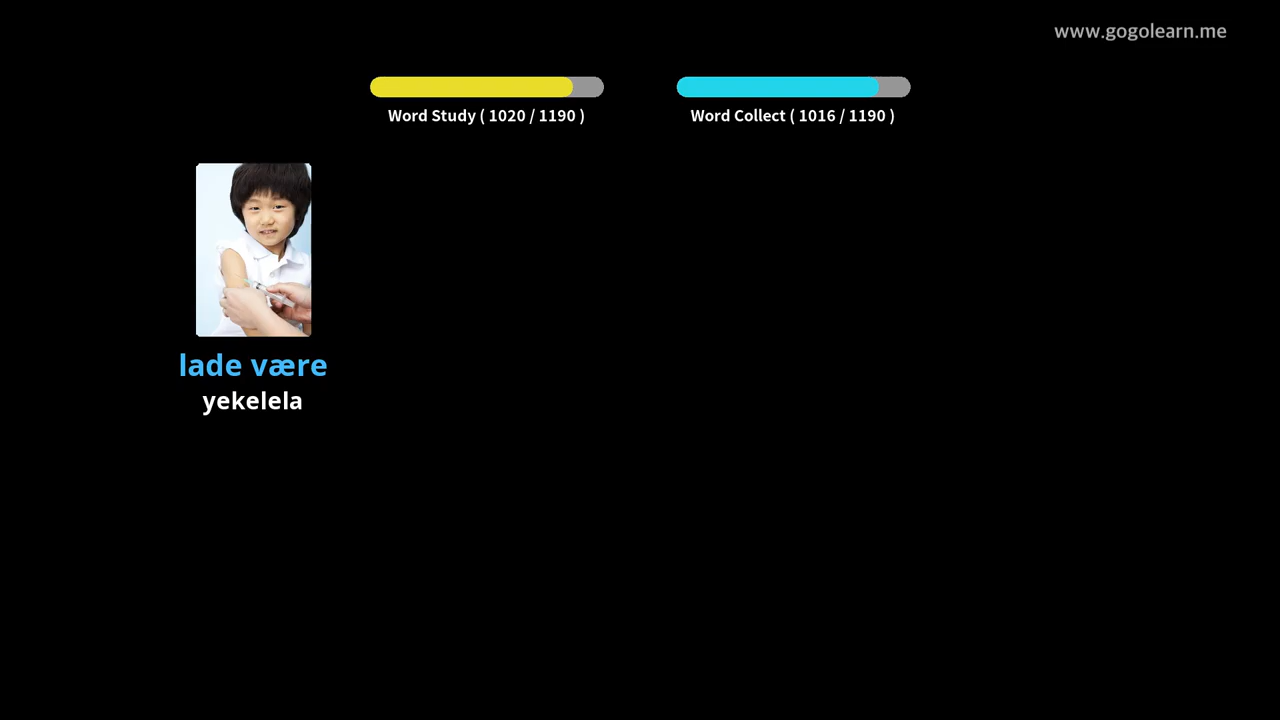 www.gogolearn.me
Word Study ( 1020 / 1190 )
Word Collect ( 1016 / 1190 )
lade være
yekelela